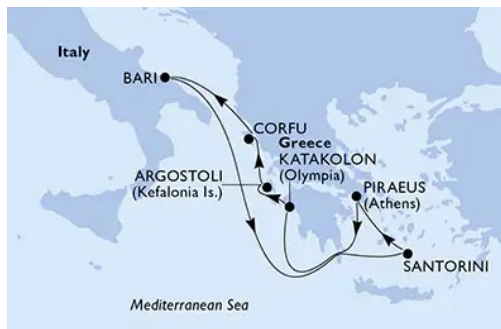 Italy
BARI
CORFU
Greece
KATAKOLON
(Olympia)
ARGOSTOLI
(Kefalonia Is.)
PIRAEUS
(Athens)
SANTORINI
Mediterranean Sea